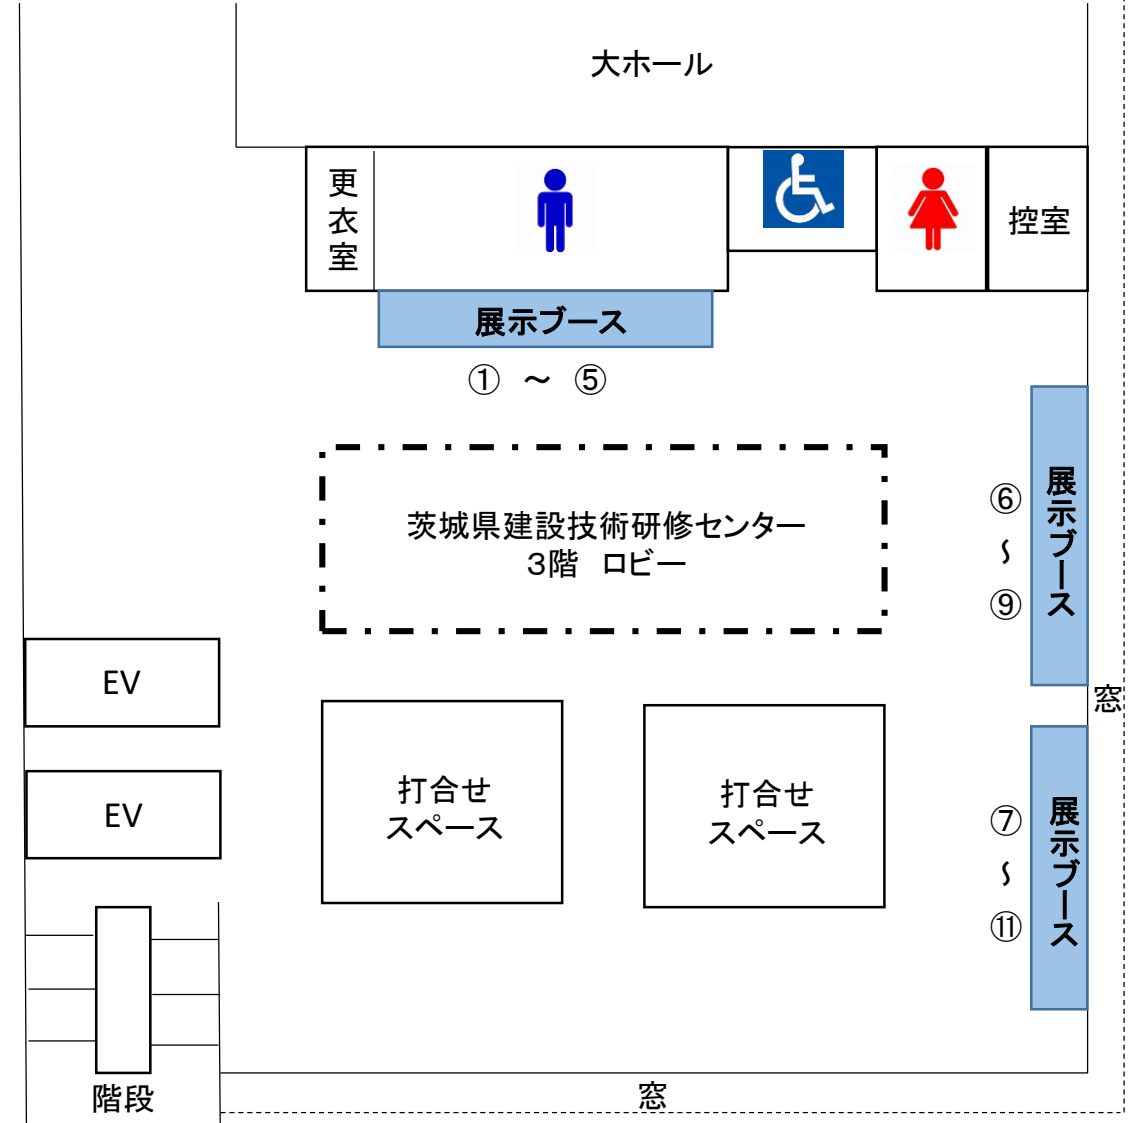 大ホール
更
衣
室
控室
展示ブース
① ～ ⑤
茨城県建設技術研修センター
3階　ロビー
⑥
～
⑨
展示ブース
窓
EV
EV
打合せ
スペース
打合せ
スペース
⑦
～
⑪
展示ブース
階段
窓